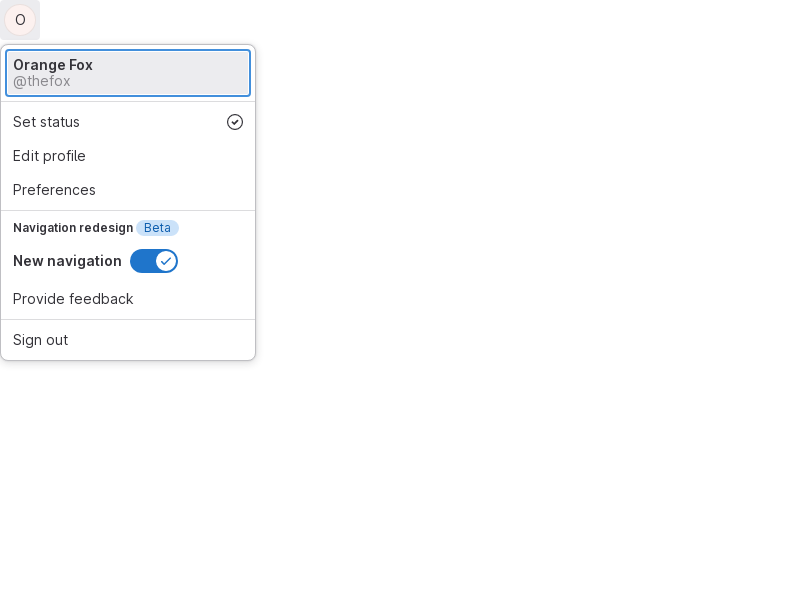 O
Orange Fox
@thefox
Set status
Edit profile
Preferences
Navigation redesign Beta
New navigation
Provide feedback
Sign out